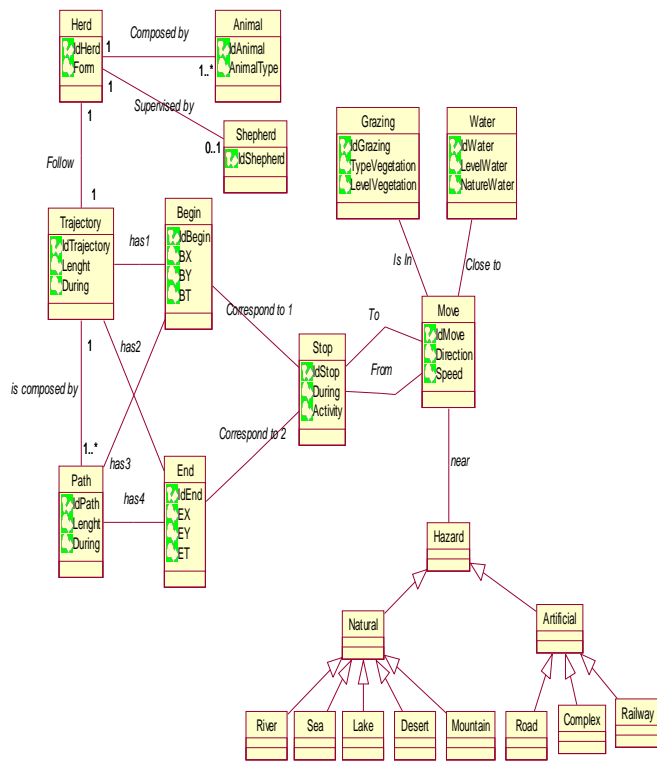 Herd
IdHerd
Form
1
Composed by
1..*
Animal
IdAnimal
AnimalType
1
Supervised by
0..1
Shepherd
IdShepherd
1
Follow
1
Trajectory
IdTrajectory
Lenght
During
has1
Begin
IdBegin
BX
BY
BT
Grazing
IdGrazing
TypeVegetation
LevelVegetation
Water
IdWater
LevelWater
NatureWater
Is In
Close to
Correspond to 1
To
From
Move
IdMove
Direction
Speed
Stop
IdStop
During
Activity
1
has2
is composed by
Correspond to 2
1..*
has3
Path
IdPath
Lenght
During
has4
End
IdEnd
EX
EY
ET
near
Hazard
Natural
Artificial
River
Sea
Lake
Desert
Mountain
Road
Complex
Railway